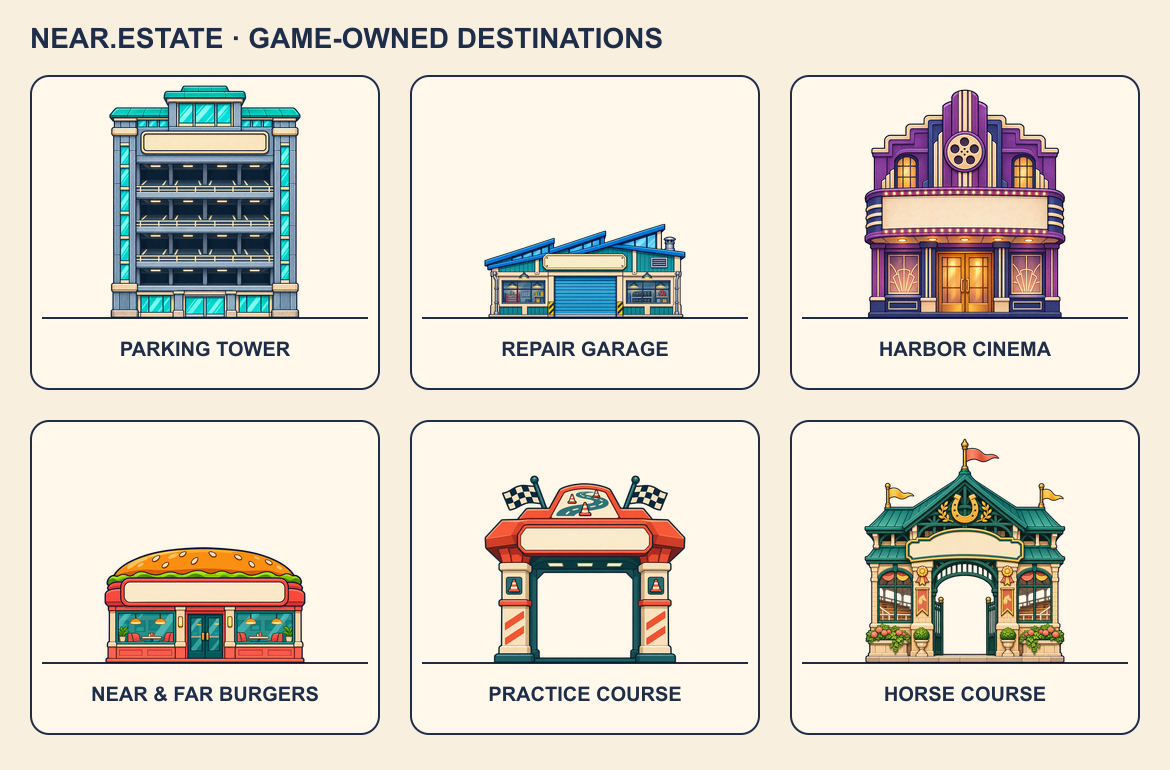 NEAR.ESTATE · GAME-OWNED DESTINATIONS
PARKING TOWER
REPAIR GARAGE
HARBOR CINEMA
NEAR & FAR BURGERS
PRACTICE COURSE
HORSE COURSE